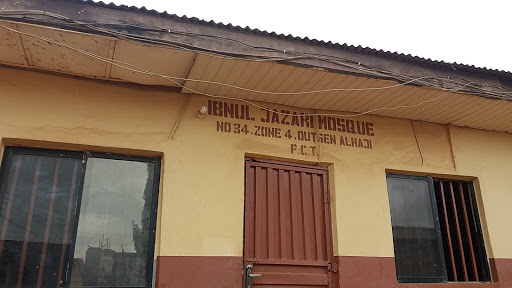 IBNUL JAZARI MOSQUE
NO 34. ZONE 4. DUTSEN ALHAJI
F.C.T.